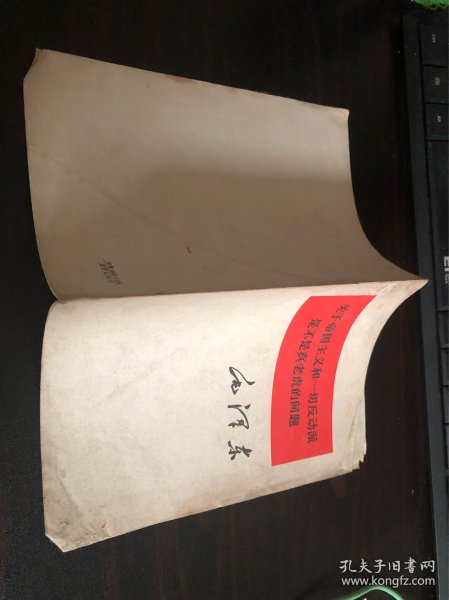 关于帝国主义和一切反动派
是不是真老虎的问题
毛泽东
孔夫子旧书网
www.kongfz.com